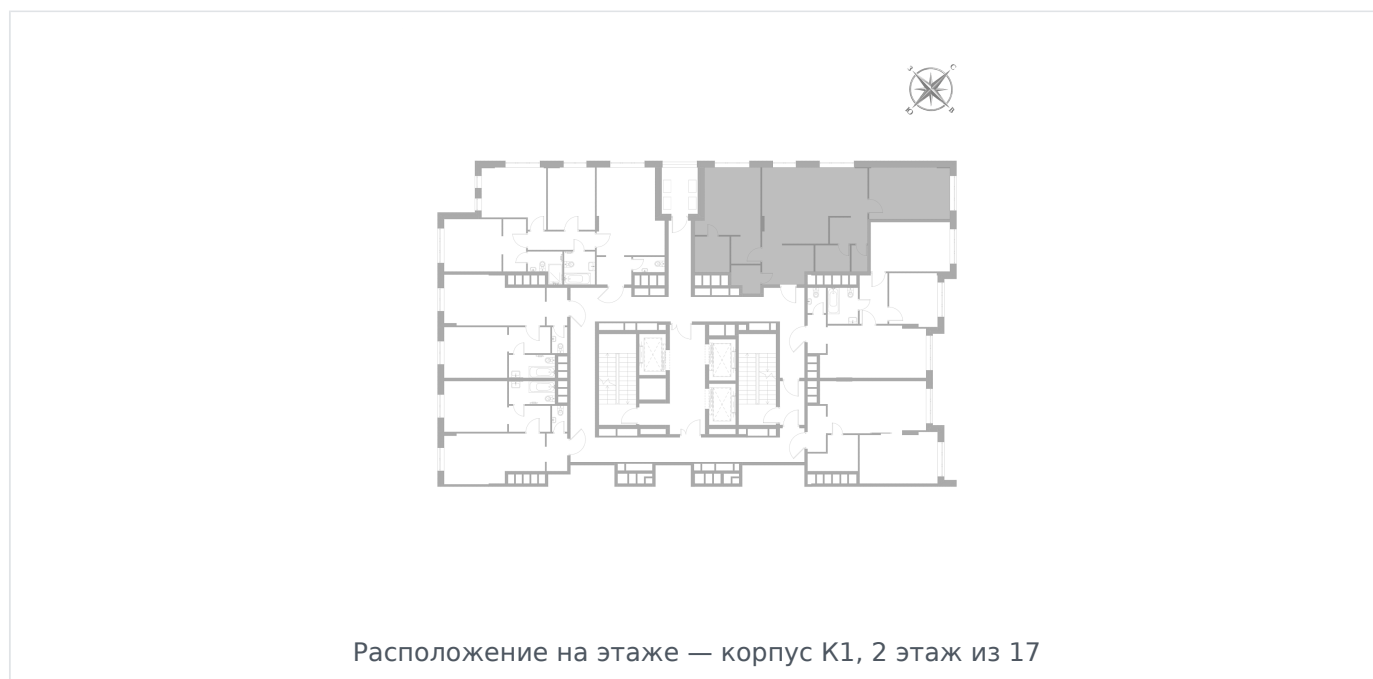 З С
Ю В
Расположение на этаже — корпус К1, 2 этаж из 17